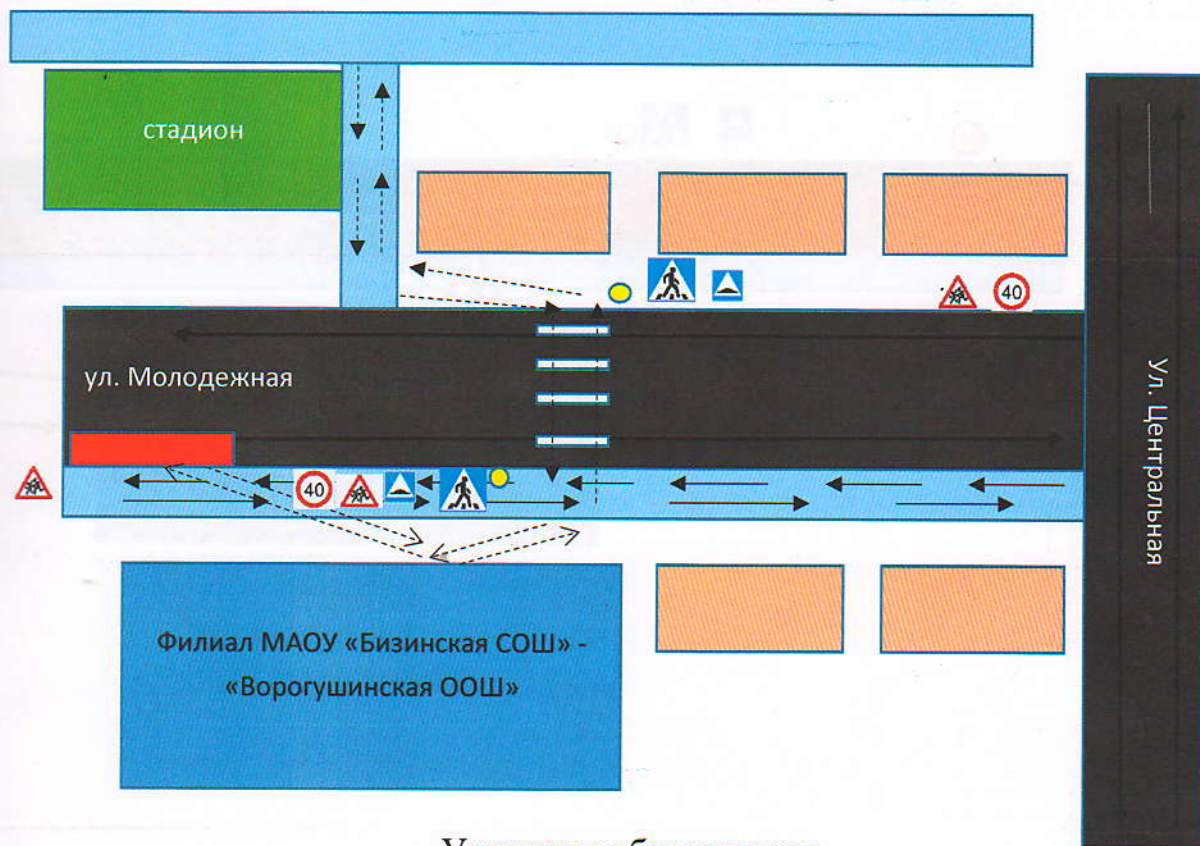 стадион
40
ул. Молодежная
Ул. Центральная
40
Филиал МАОУ «Бизинская СОШ» -
«Ворогушинская ООШ»